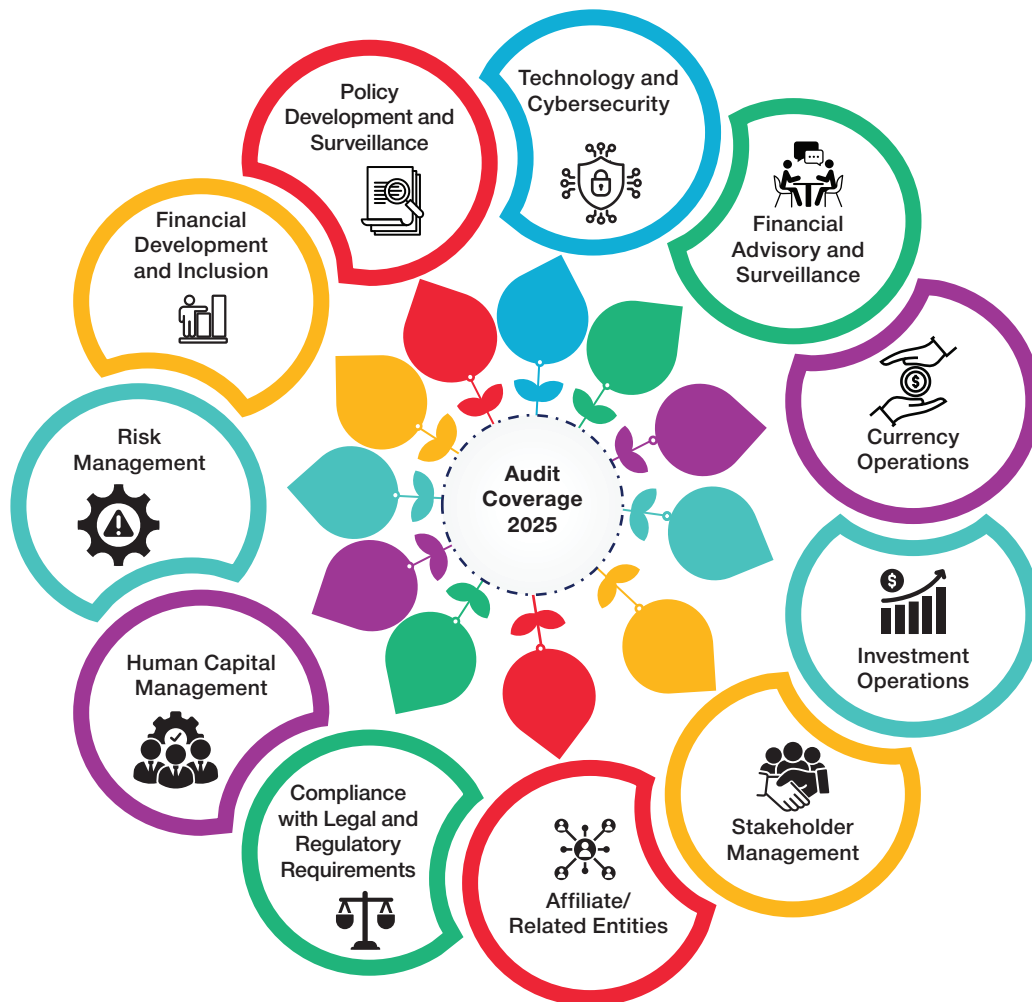 Technology and
Cybersecurity
Financial
Advisory and
Surveillance
Currency
Operations
Investment
Operations
Stakeholder
Management
Affiliate/
Related Entities
Compliance
with Legal and
Regulatory
Requirements
Human Capital
Management
Risk
Management
Financial
Development
and Inclusion
Policy
Development and
Surveillance
Audit
Coverage
2025
$
$